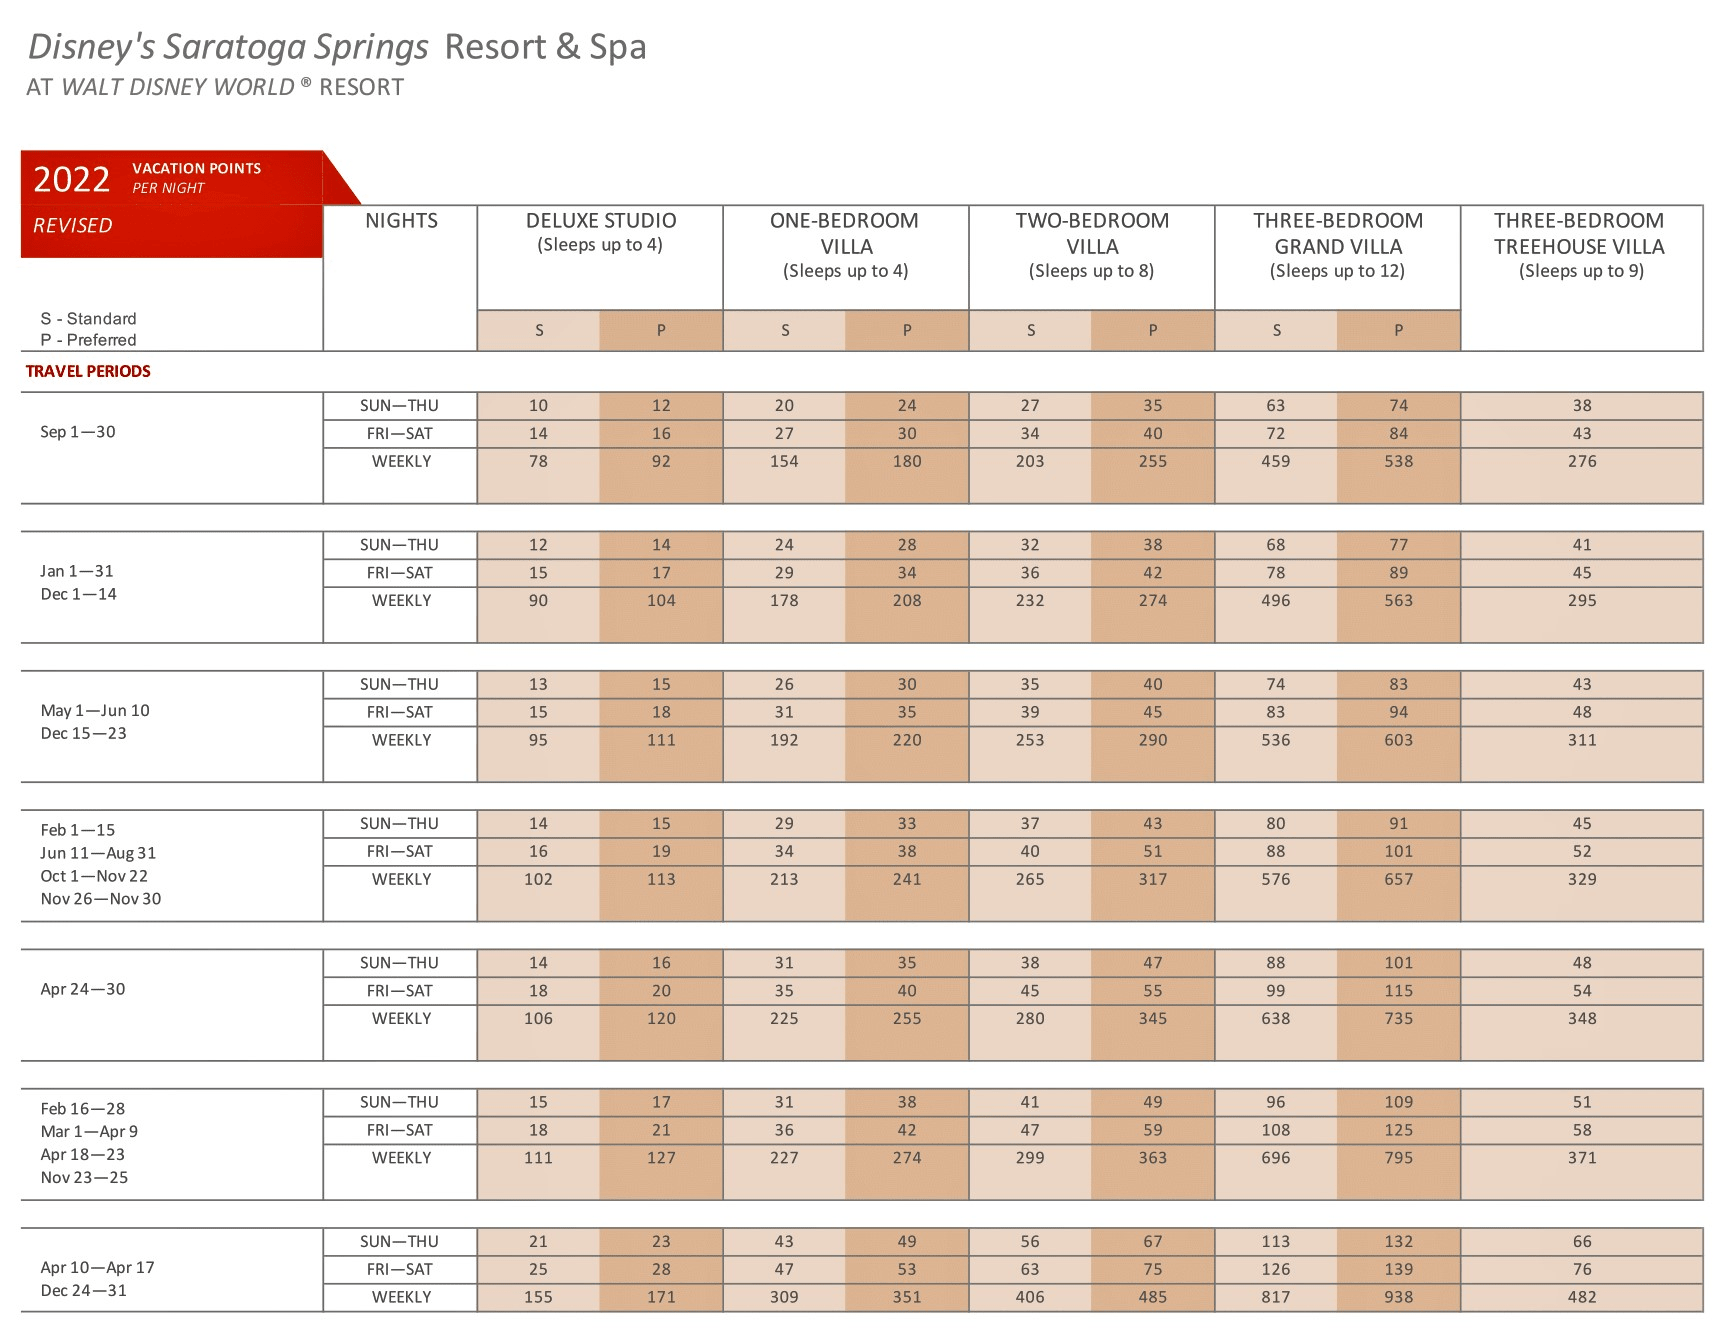 Disney's Saratoga Springs Resort & Spa
AT WALT DISNEY WORLD ® RESORT
2022 VACATION POINTS
PER NIGHT
REVISED
S - Standard
P - Preferred
NIGHTS
DELUXE STUDIO
(Sleeps up to 4)
ONE-BEDROOM
VILLA
(Sleeps up to 4)
TWO-BEDROOM
VILLA
(Sleeps up to 8)
THREE-BEDROOM
GRAND VILLA
(Sleeps up to 12)
THREE-BEDROOM
TREEHOUSE VILLA
(Sleeps up to 9)
S P S P S P S P
TRAVEL PERIODS
Sep 1—30
SUN—THU 10 12 20 24 27 35 63 74 38
FRI—SAT 14 16 27 30 34 40 72 84 43
WEEKLY 78 92 154 180 203 255 459 538 276
Jan 1—31
Dec 1—14
SUN—THU 12 14 24 28 32 38 68 77 41
FRI—SAT 15 17 29 34 36 42 78 89 45
WEEKLY 90 104 178 208 232 274 496 563 295
May 1—Jun 10
Dec 15—23
SUN—THU 13 15 26 30 35 40 74 83 43
FRI—SAT 15 18 31 35 39 45 83 94 48
WEEKLY 95 111 192 220 253 290 536 603 311
Feb 1—15
Jun 11—Aug 31
Oct 1—Nov 22
Nov 26—Nov 30
SUN—THU 14 15 29 33 37 43 80 91 45
FRI—SAT 16 19 34 38 40 51 88 101 52
WEEKLY 102 113 213 241 265 317 576 657 329
Apr 24—30
SUN—THU 14 16 31 35 38 47 88 101 48
FRI—SAT 18 20 35 40 45 55 99 115 54
WEEKLY 106 120 225 255 280 345 638 735 348
Feb 16—28
Mar 1—Apr 9
Apr 18—23
Nov 23—25
SUN—THU 15 17 31 38 41 49 96 109 51
FRI—SAT 18 21 36 42 47 59 108 125 58
WEEKLY 111 127 227 274 299 363 696 795 371
Apr 10—Apr 17
Dec 24—31
SUN—THU 21 23 43 49 56 67 113 132 66
FRI—SAT 25 28 47 53 63 75 126 139 76
WEEKLY 155 171 309 351 406 485 817 938 482